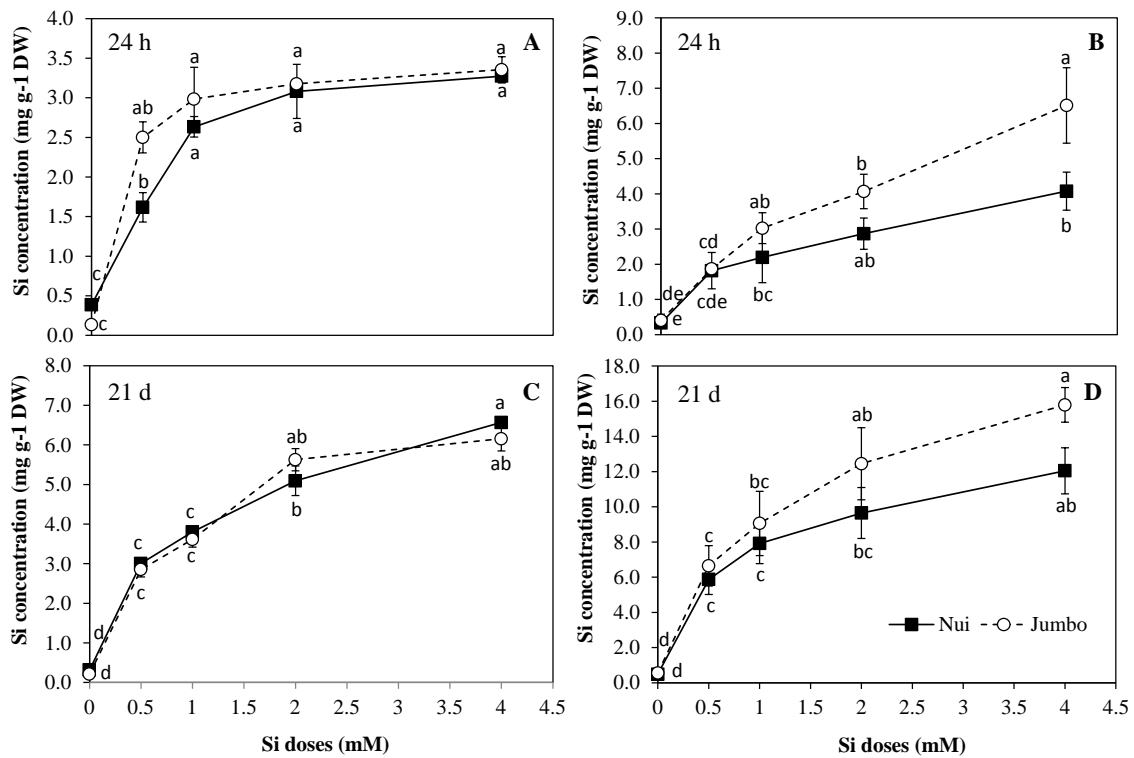 24 h
A
Si concentration (mg g-1 DW)
4.0
3.5
3.0
2.5
2.0
1.5
1.0
0.5
0.0
c
c
ab
b
a
a
a
a
a
a
24 h
B
Si concentration (mg g-1 DW)
9.0
8.0
7.0
6.0
5.0
4.0
3.0
2.0
1.0
0.0
de
e
cd
cde
ab
bc
b
ab
a
b
21 d
C
Si concentration (mg g-1 DW)
8.0
7.0
6.0
5.0
4.0
3.0
2.0
1.0
0.0
d
d
c
c
c
c
ab
b
a
ab
0 0.5 1 1.5 2 2.5 3 3.5 4 4.5
Si doses (mM)
21 d
D
Si concentration (mg g-1 DW)
18.0
16.0
14.0
12.0
10.0
8.0
6.0
4.0
2.0
0.0
d
d
c
c
bc
c
ab
bc
a
ab
Nui Jumbo
0 0.5 1 1.5 2 2.5 3 3.5 4 4.5
Si doses (mM)